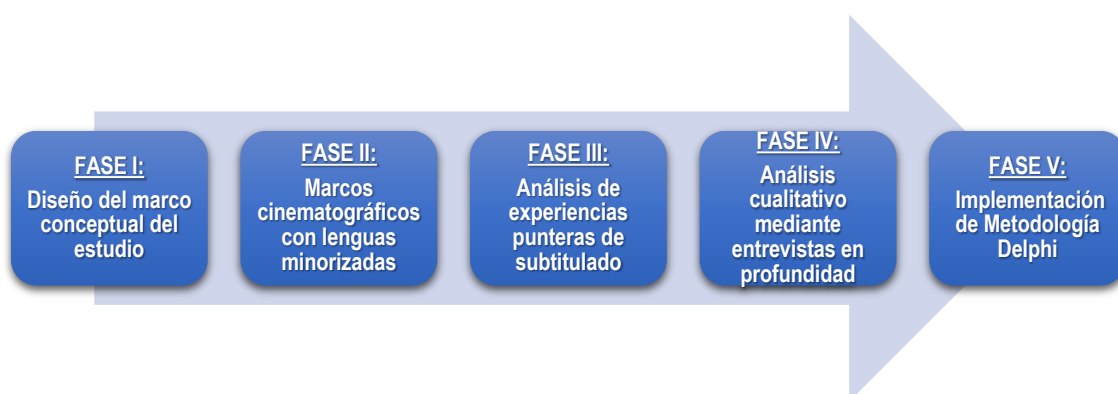 FASE I:
Diseño del marco
conceptual del
estudio
FASE II:
Marcos
cinematográficos
con lenguas
minorizadas
FASE III:
Análisis de
experiencias
punteras de
subtitulado
FASE IV:
Análisis
cualitativo
mediante
entrevistas en
profundidad
FASE V:
Implementación
de Metodología
Delphi